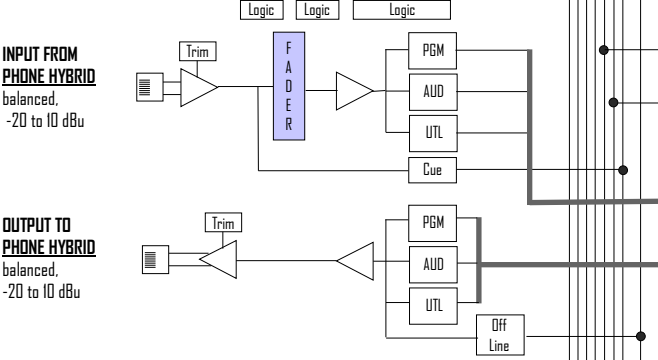 Logic Logic Logic
INPUT FROM
PHONE HYBRID
balanced,
-20 to 10 dBu
Trim
FADER
PGM
AUD
UTL
Cue
OUTPUT TO
PHONE HYBRID
balanced,
-20 to 10 dBu
Trim
PGM
AUD
UTL
Off
Line